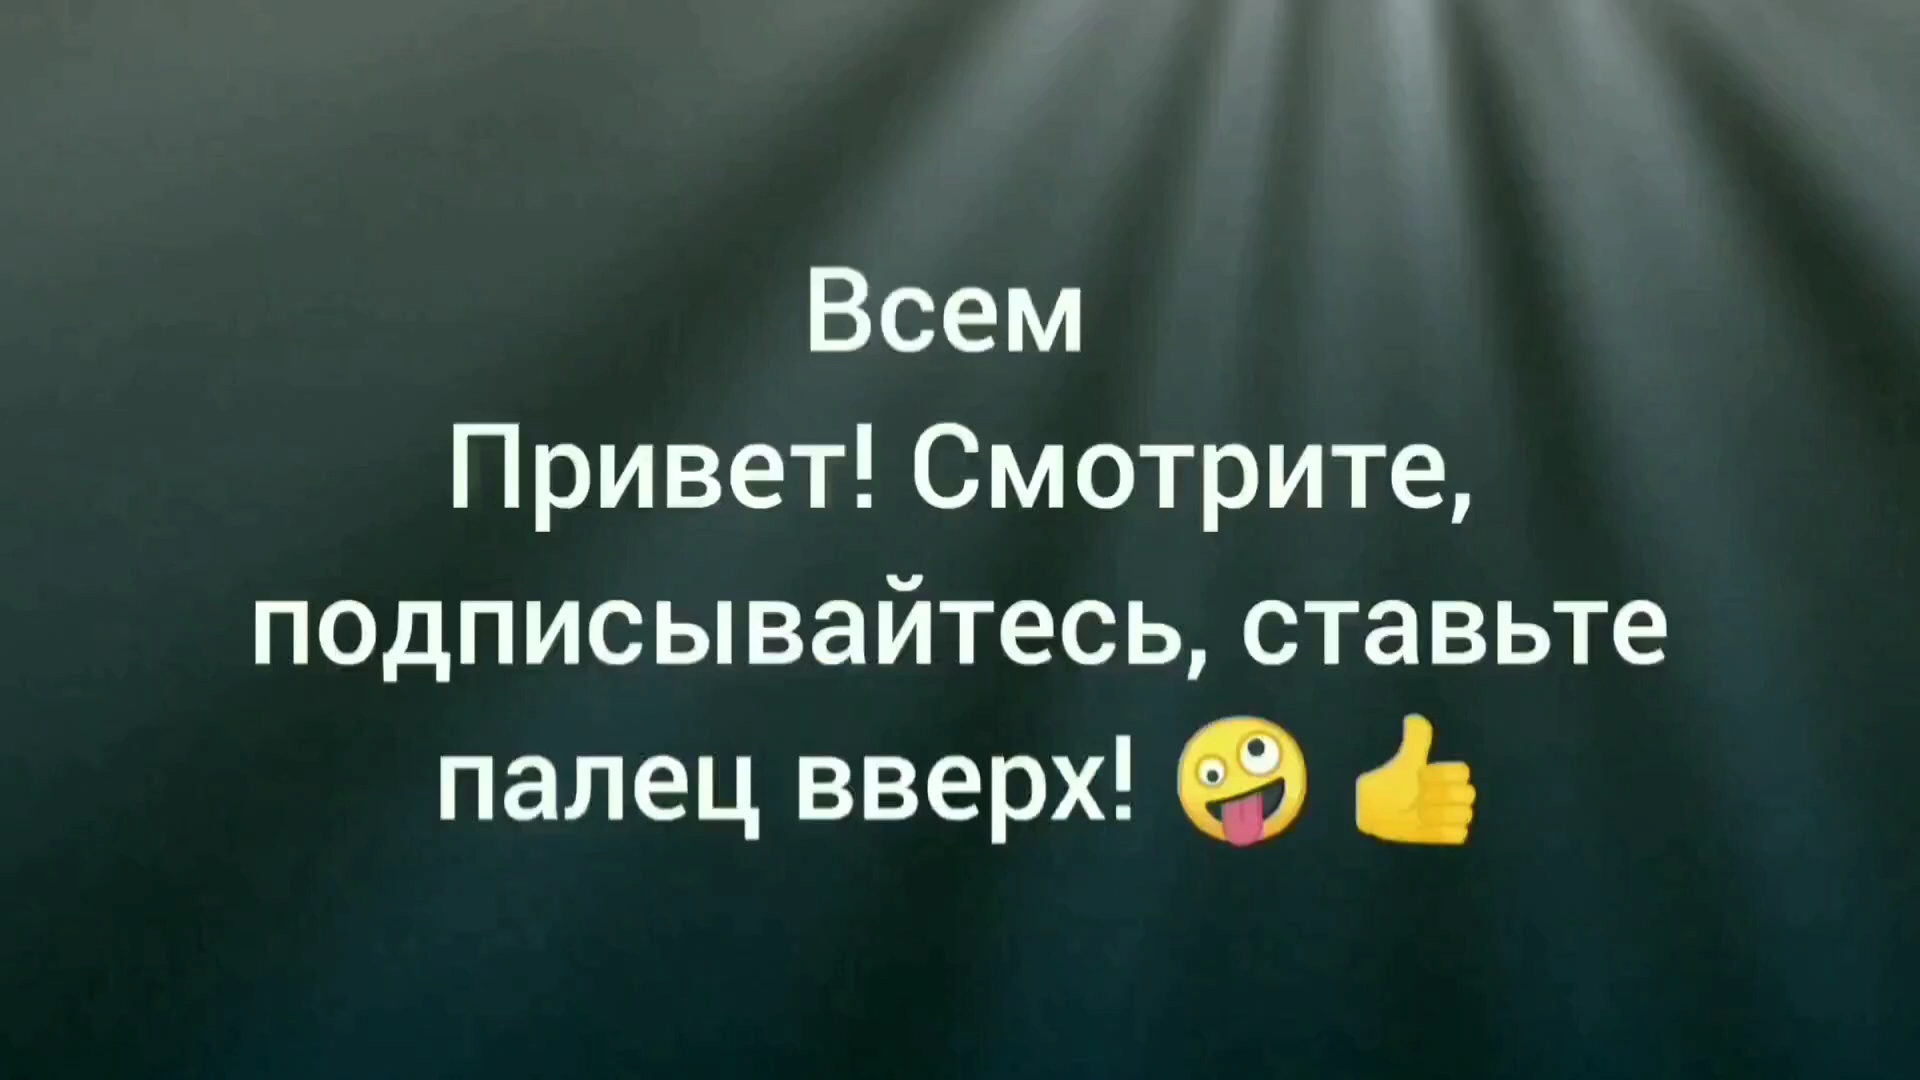 Всем
Привет! Смотрите,
подписывайтесь, ставьте
палец вверх! 🤪 👍